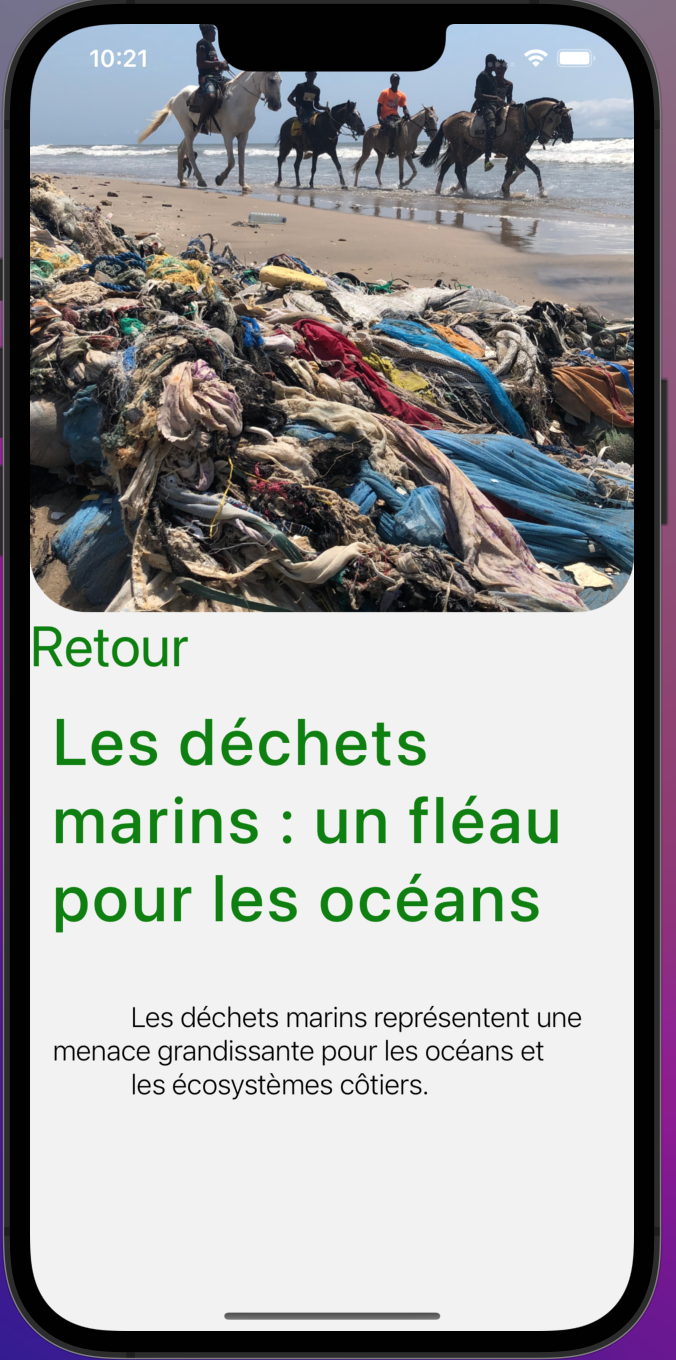 10:21
Retour
Les déchets
marins : un fléau
pour les océans
Les déchets marins représentent une
menace grandissante pour les océans et
les écosystèmes côtiers.